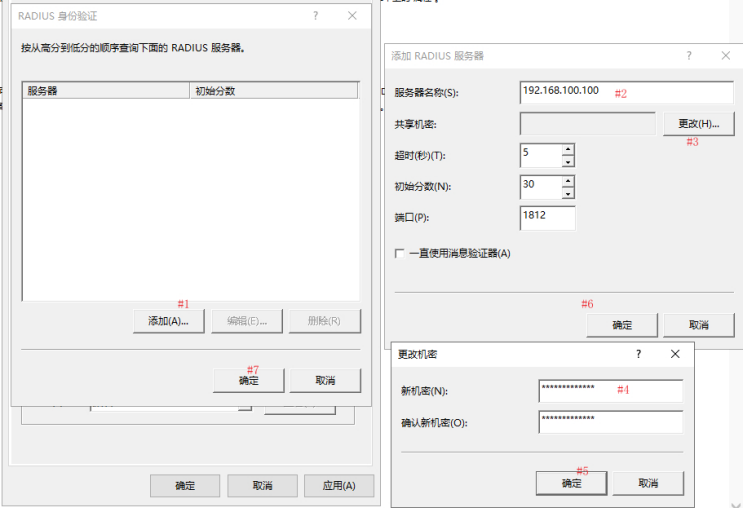 RADIUS 身份验证
?
按从高分到低分的顺序查询下面的 RADIUS 服务器。
服务器
初始分数
#1
添加(A)...
编辑(E)...
删除(R)
#7
确定
取消
确定
取消
应用(A)
添加 RADIUS 服务器
?
服务器名称(S):
192.168.100.100
#2
共享机密:
更改(H)...
#3
超时(秒)(T):
5
初始分数(N):
30
端口(P):
1812
一直使用消息验证器(A)
#6
确定
取消
更改机密
?
新机密(N):
*************
#4
确认新机密(O):
*************
#5
确定
取消